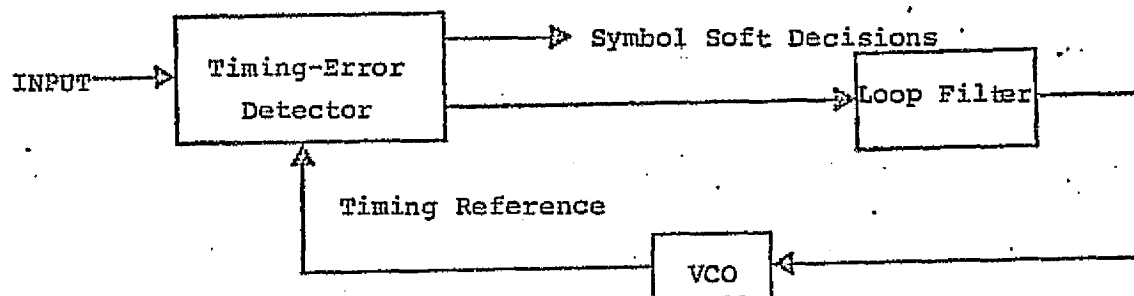 Symbol Soft Decisions
INPUT
Timing-Error
Detector
Loop Filter
Timing Reference
VCO